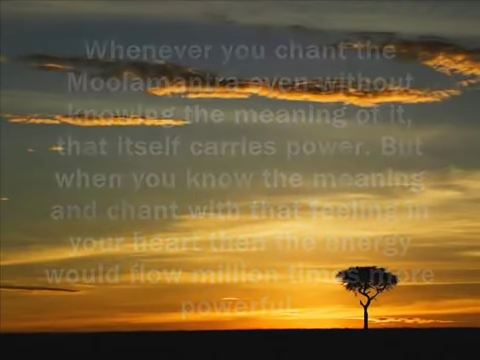 Whenever you chant the
Moolamantra even without
knowing the meaning of it,
that itself carries power. But
when you know the meaning
and chant with that feeling in
your heart then the energy
would flow million times more
powerful